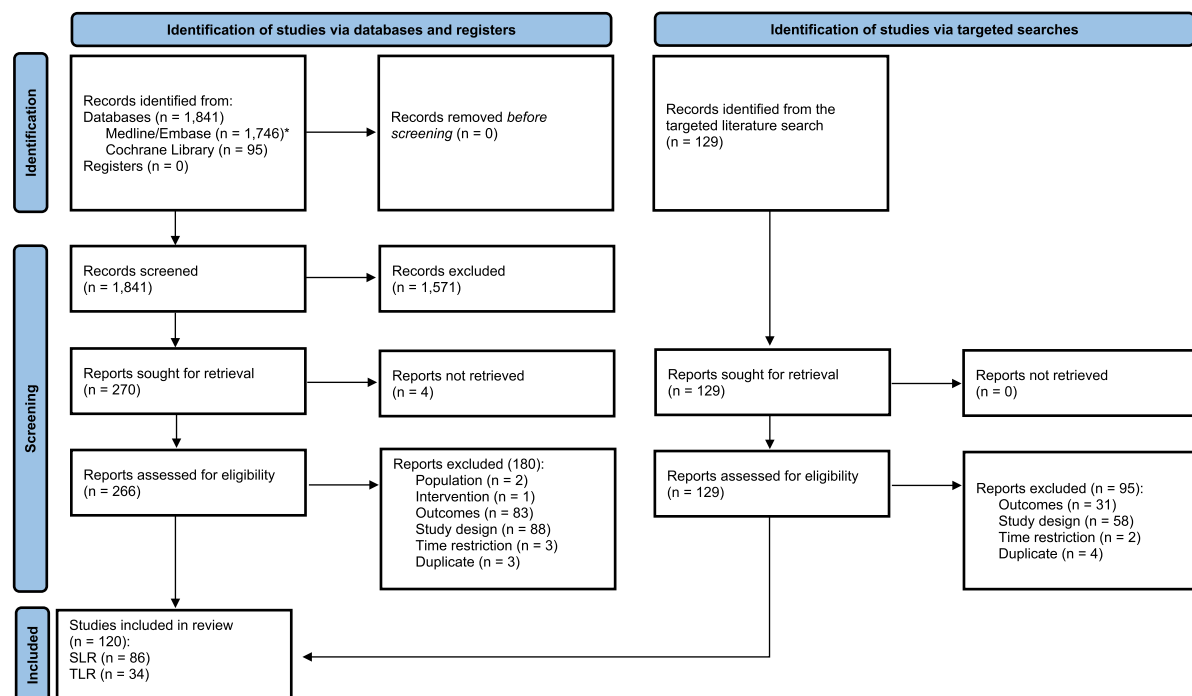 Identification of studies via databases and registers
Identification of studies via targeted searches
Identification
Records identified from:
Databases (n = 1,841)
Medline/Embase (n = 1,746)*
Cochrane Library (n = 95)
Registers (n = 0)
Records removed before
screening (n = 0)
Records identified from the
targeted literature search
(n = 129)
Screening
Records screened
(n = 1,841)
Records excluded
(n = 1,571)
Reports sought for retrieval
(n = 270)
Reports not retrieved
(n = 4)
Reports sought for retrieval
(n = 129)
Reports not retrieved
(n = 0)
Reports assessed for eligibility
(n = 266)
Reports excluded (180):
Population (n = 2)
Intervention (n = 1)
Outcomes (n = 83)
Study design (n = 88)
Time restriction (n = 3)
Duplicate (n = 3)
Reports assessed for eligibility
(n = 129)
Reports excluded (n = 95):
Outcomes (n = 31)
Study design (n = 58)
Time restriction (n = 2)
Duplicate (n = 4)
Included
Studies included in review
(n = 120):
SLR (n = 86)
TLR (n = 34)